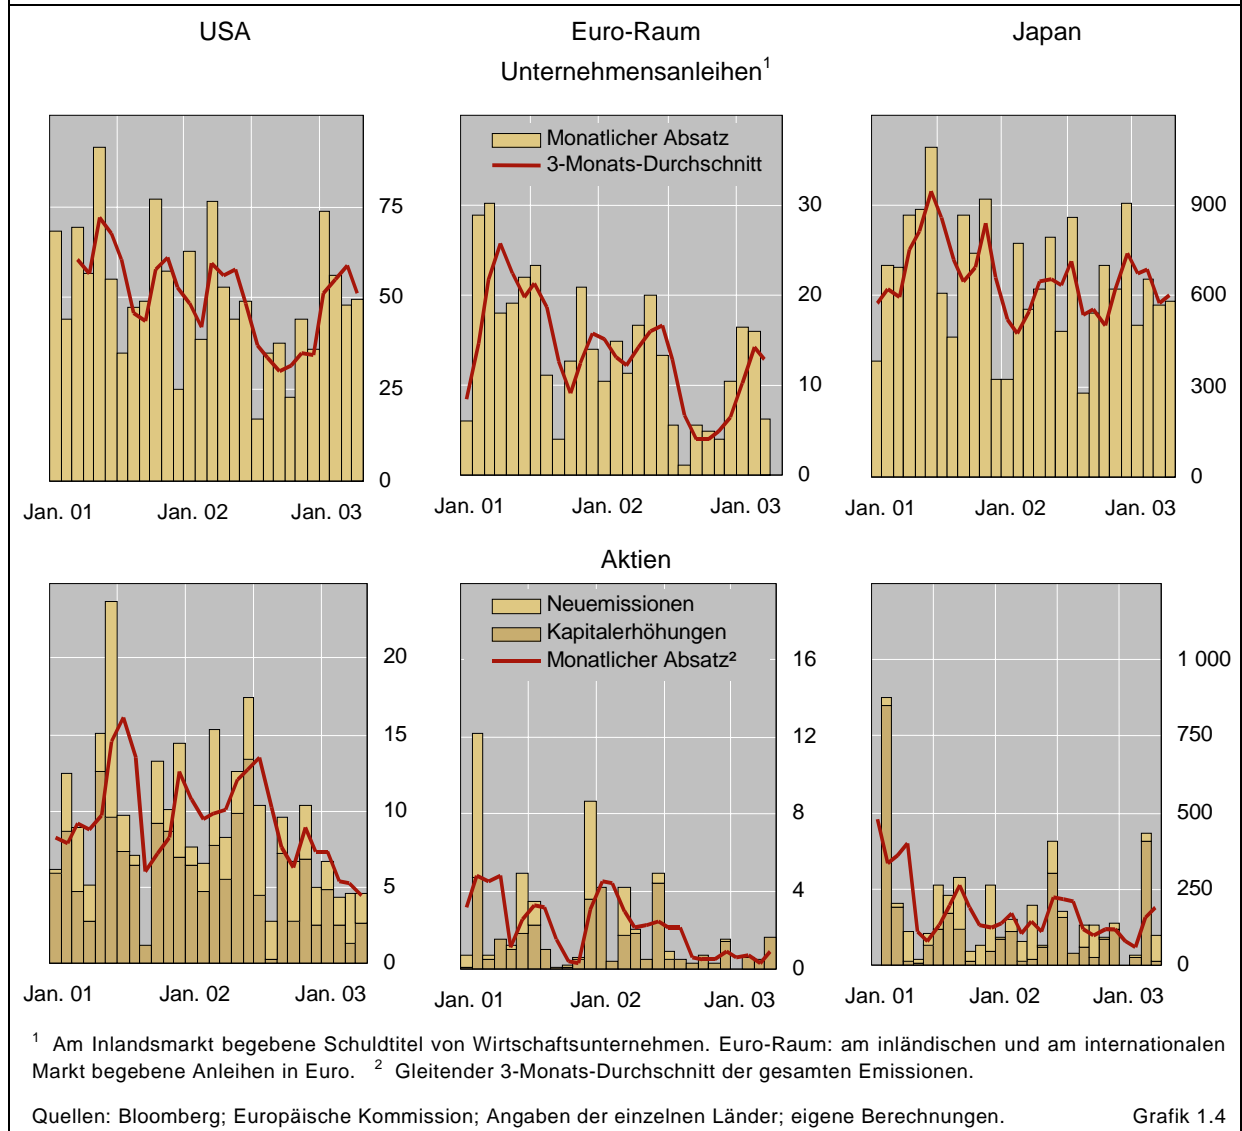 USA
Euro-Raum
Japan
Unternehmensanleihen¹
Monatlicher Absatz
3-Monats-Durchschnitt
75
50
25
0
30
20
10
0
900
600
300
0
Jan. 01 Jan. 02 Jan. 03
Jan. 01 Jan. 02 Jan. 03
Jan. 01 Jan. 02 Jan. 03
Aktien
Neuemissionen
Kapitalerhöhungen
Monatlicher Absatz²
20
15
10
5
0
16
12
8
4
0
1 000
750
500
250
0
Jan. 01 Jan. 02 Jan. 03
Jan. 01 Jan. 02 Jan. 03
Jan. 01 Jan. 02 Jan. 03
¹ Am Inlandsmarkt begebene Schuldtitel von Wirtschaftsunternehmen. Euro-Raum: am inländischen und am internationalen
Markt begebene Anleihen in Euro. ² Gleitender 3-Monats-Durchschnitt der gesamten Emissionen.
Quellen: Bloomberg; Europäische Kommission; Angaben der einzelnen Länder; eigene Berechnungen. Grafik 1.4